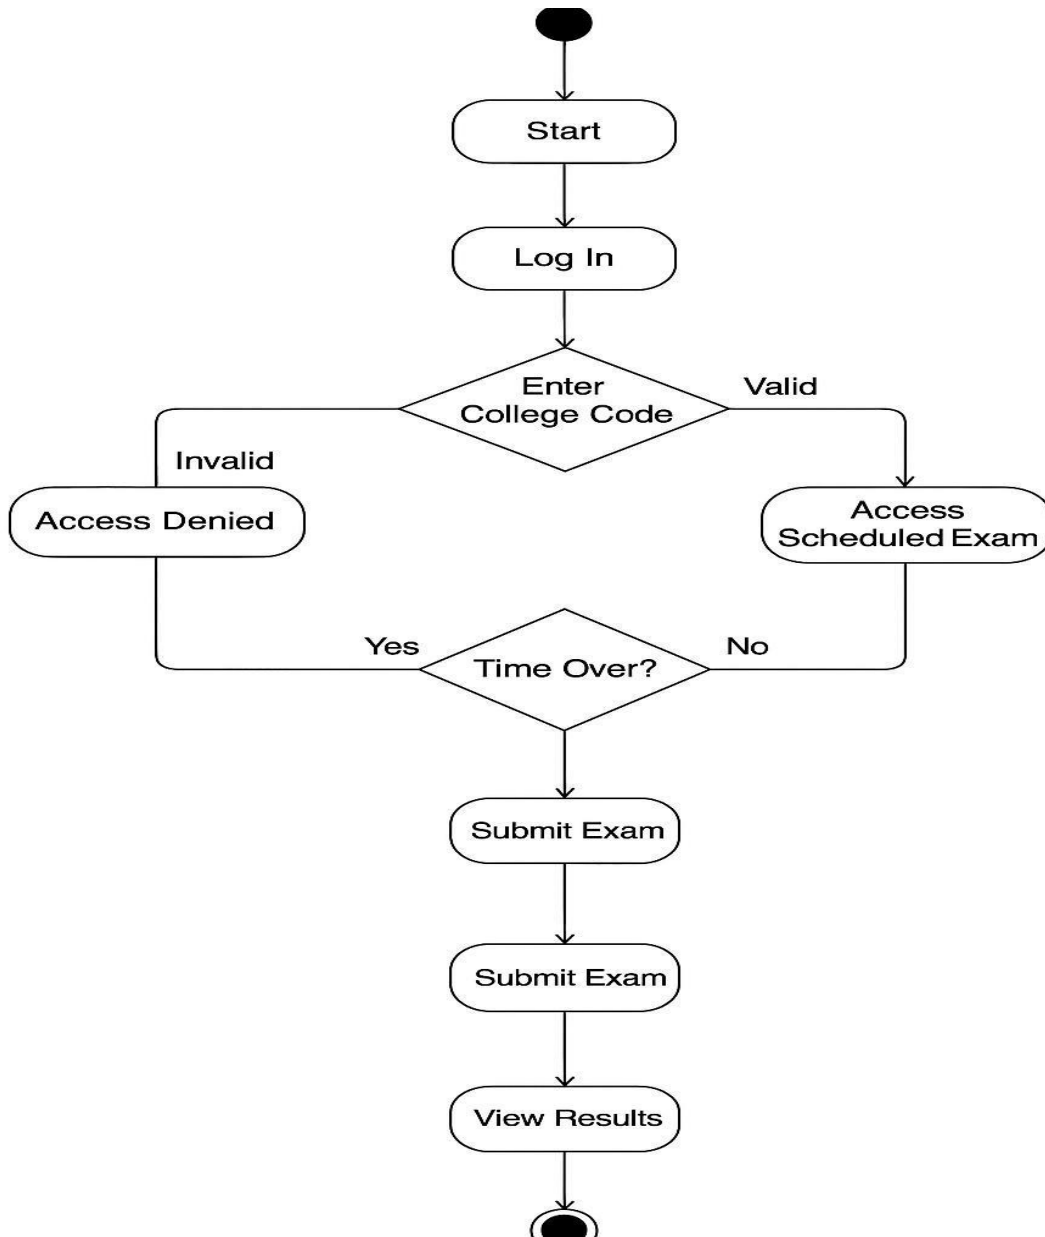 Start
Log In
Enter
College Code
Valid
Invalid
Access Denied
Access
Scheduled Exam
Yes
Time Over?
No
Submit Exam
Submit Exam
View Results